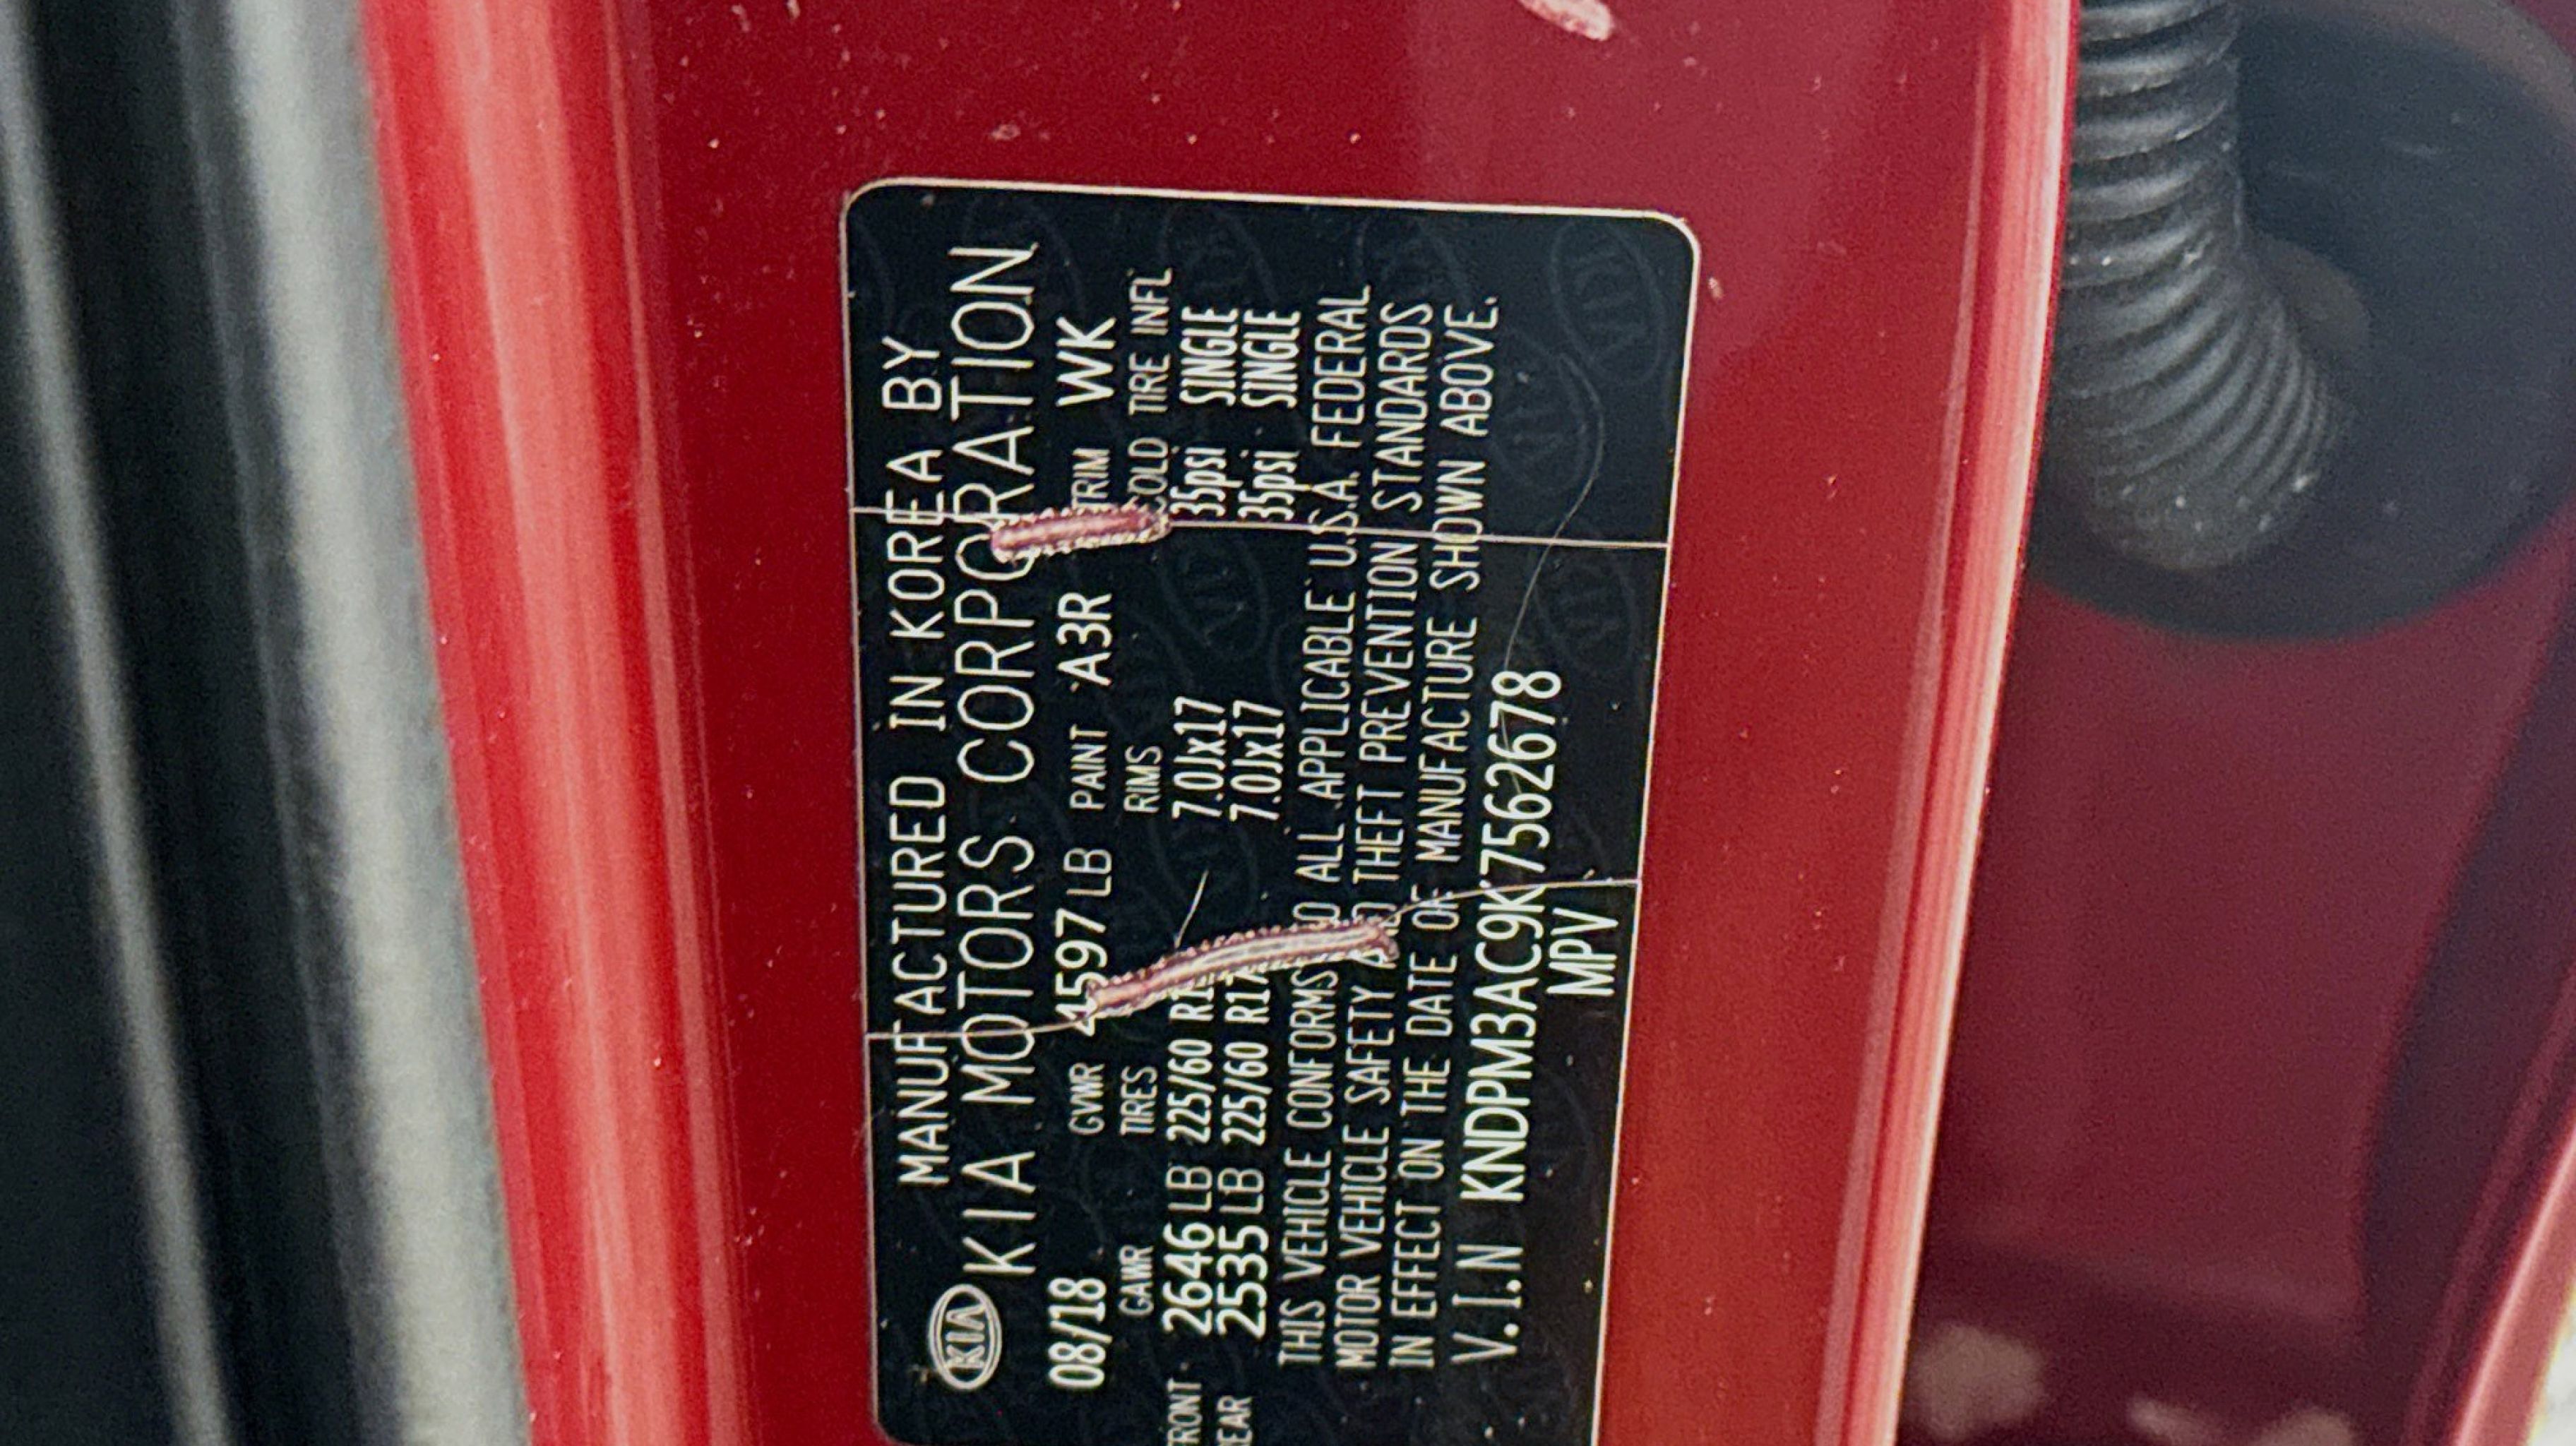 KIA
MANUFACTURED IN KOREA BY
KIA MOTORS CORPORATION
08/18 GVWR 4597 LB PAINT A3R TRIM WK
GAWR TIRES RIMS COLD TIRE INFL
FRONT 2646 LB 225/60 7.0Jx17 35psi SINGLE
REAR 2535 LB 225/60 R17 7.0Jx17 35psi SINGLE
THIS VEHICLE CONFORMS TO ALL APPLICABLE U.S.A. FEDERAL
MOTOR VEHICLE SAFETY AND THEFT PREVENTION STANDARDS
IN EFFECT ON THE DATE OF MANUFACTURE SHOWN ABOVE.
V.I.N KNDPM3AC9K7562678
MPV